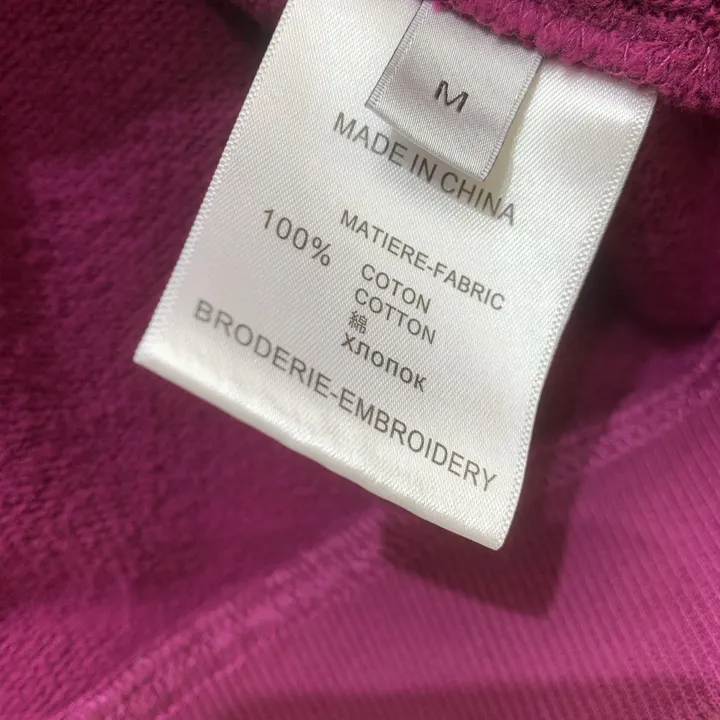 M
MADE IN CHINA
MATIERE-FABRIC
100% COTON
COTTON
綿
хлопок
BRODERIE-EMBROIDERY